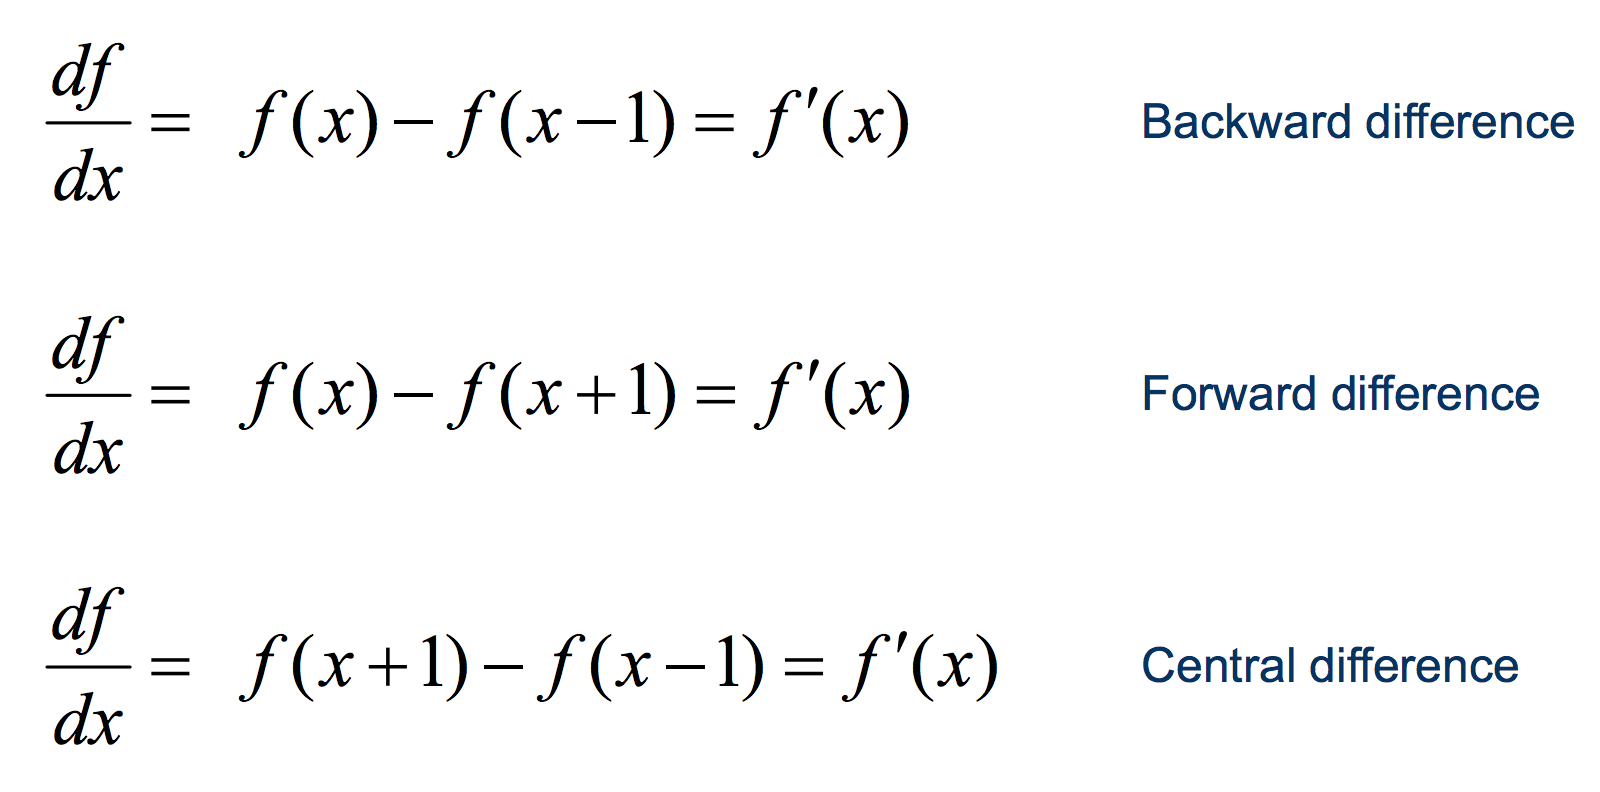 df/dx = f(x) − f(x − 1) = f′(x) Backward difference
df/dx = f(x) − f(x + 1) = f′(x) Forward difference
df/dx = f(x + 1) − f(x − 1) = f′(x) Central difference